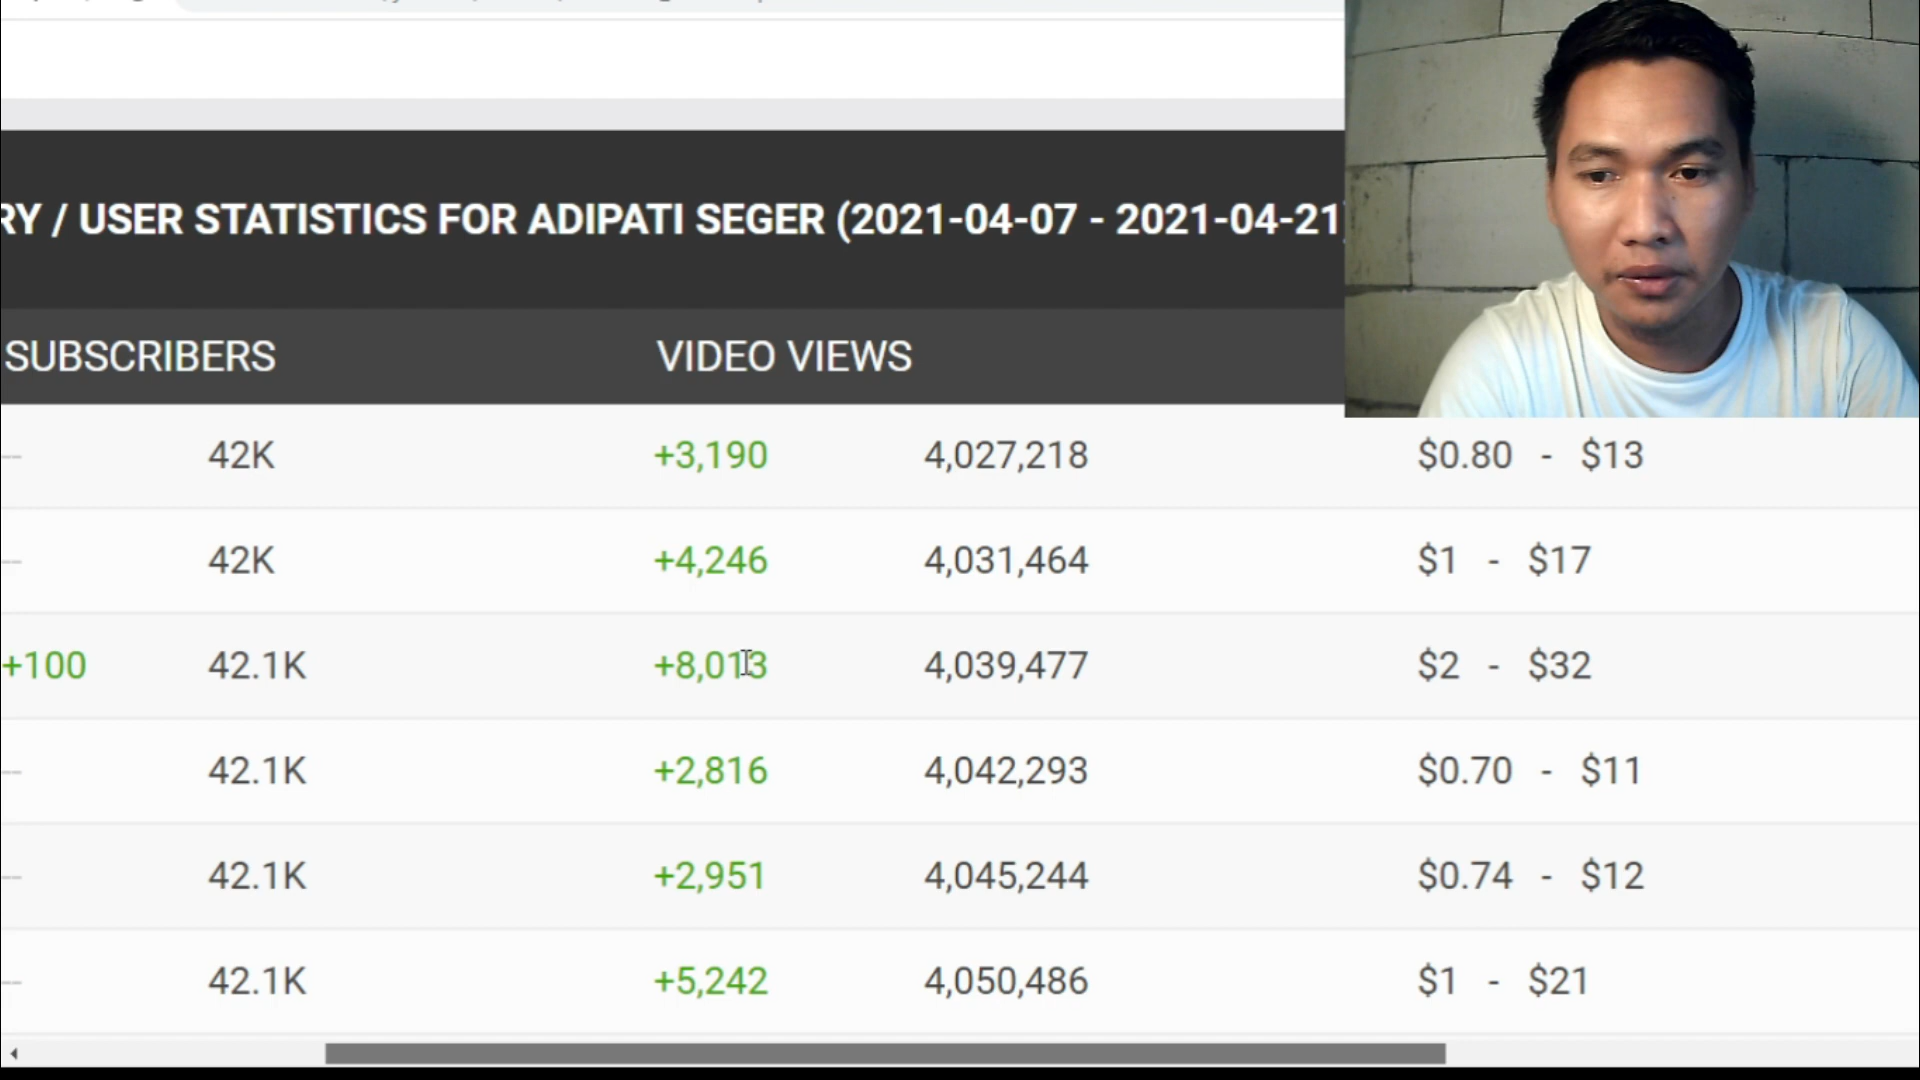 RY / USER STATISTICS FOR ADIPATI SEGER (2021-04-07 - 2021-04-21)
SUBSCRIBERS VIDEO VIEWS
-- 42K +3,190 4,027,218 $0.80 - $13
-- 42K +4,246 4,031,464 $1 - $17
+100 42.1K +8,013 4,039,477 $2 - $32
-- 42.1K +2,816 4,042,293 $0.70 - $11
-- 42.1K +2,951 4,045,244 $0.74 - $12
-- 42.1K +5,242 4,050,486 $1 - $21